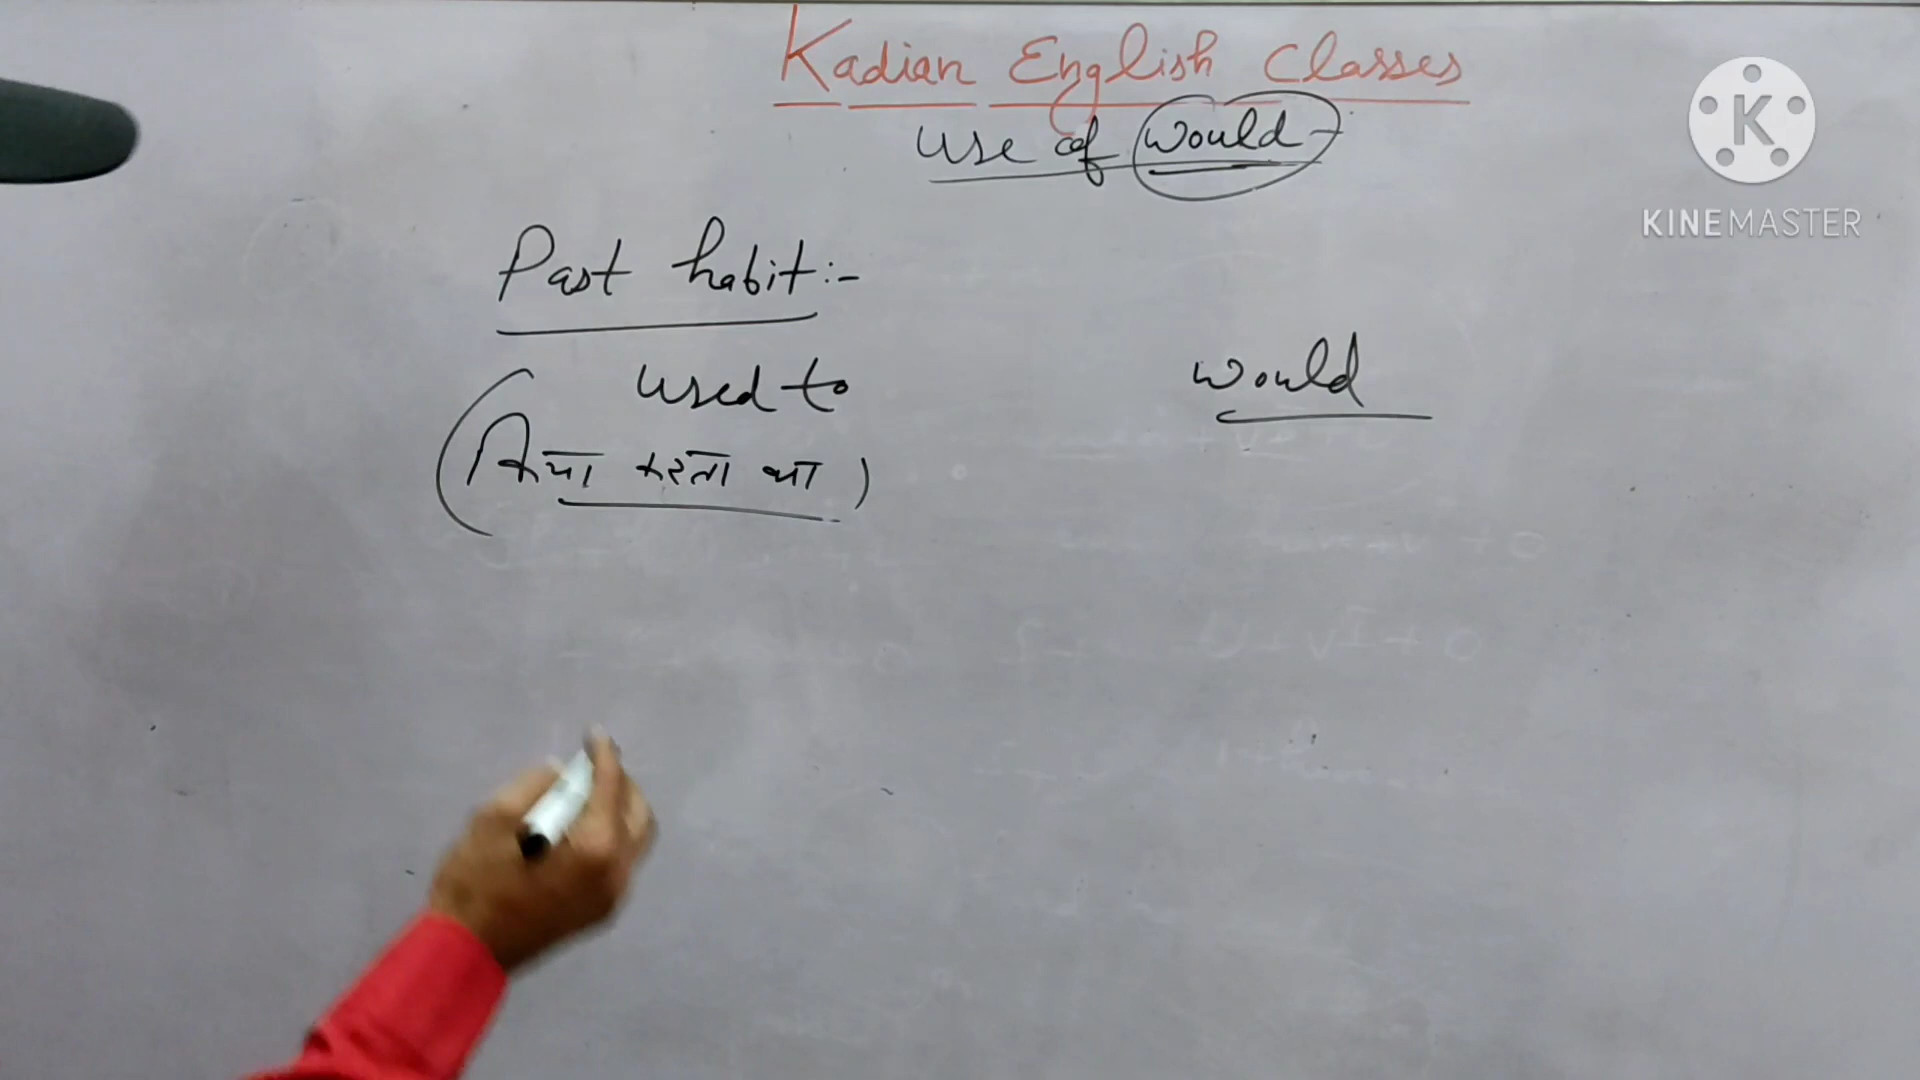 Kadian English Classes
use of would
K
KINEMASTER
Past habit:-
used to
would
(किया करता था)